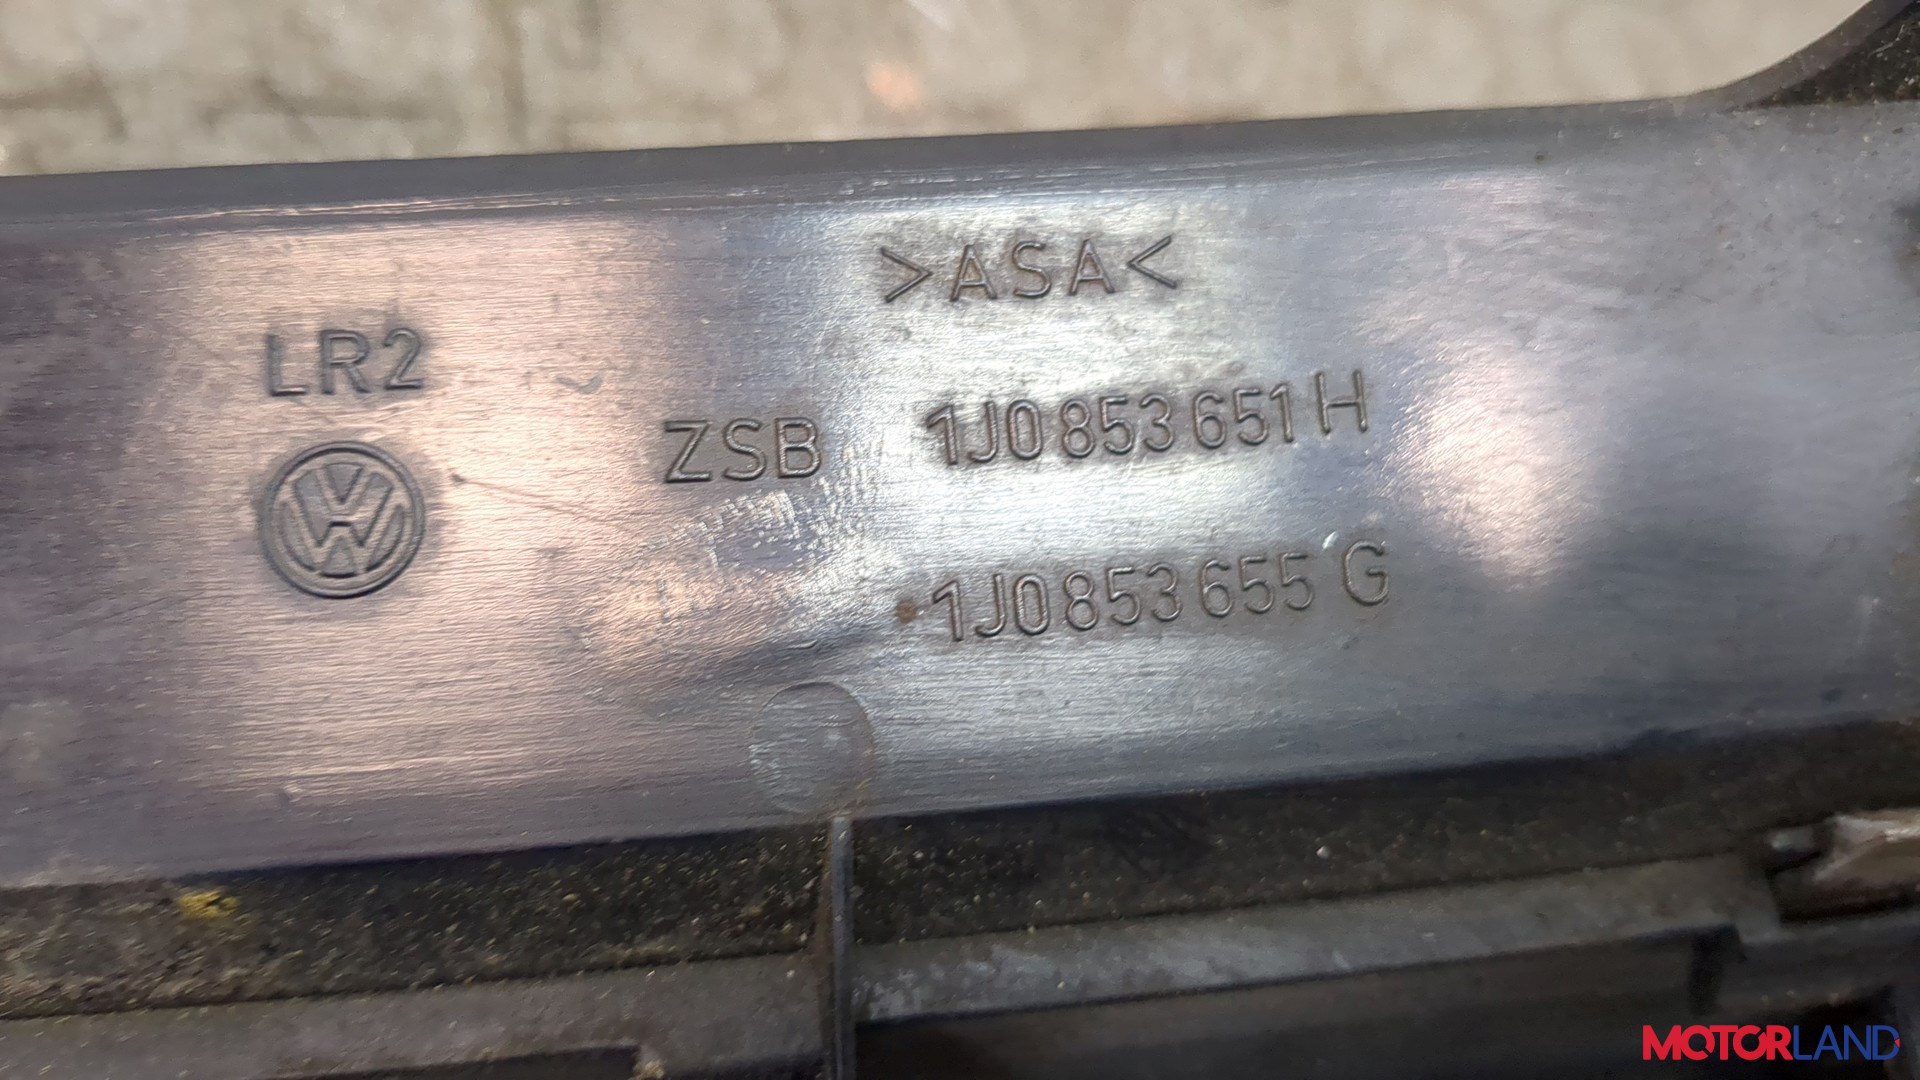 >ASA<
LR2
ZSB 1J0 853 651 H
1J0 853 655 G
MOTORLAND